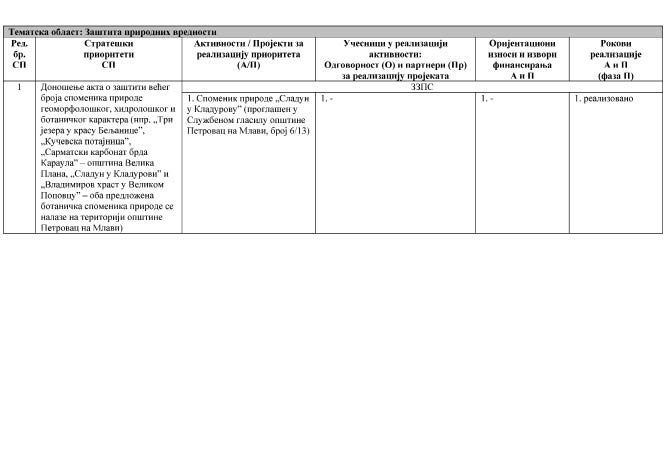 Тематска област: Заштита природних вредности
Ред. бр. СП
Стратешки приоритети СП
Активности / Пројекти за реализацију приоритета (А/П)
Учесници у реализацији активности: Одговорност (О) и партнери (Пр) за реализацију пројеката
Оријентациони износи и извори финансирања А и П
Рокови реализације А и П (фаза П)
1
Доношење акта о заштити већег
броја споменика природе
геоморфолошког, хидролошког и
ботаничког карактера (нпр. „Три
језера у красу Бељанице”,
„Кучевска потајница”,
„Сарматски карбонат брда
Караула” – општина Велика
Плана, „Сладун у Кладурови” и
„Владимиров храст у Великом
Поповцу” – оба предложена
ботаничка споменика природе се
налазе на територији општине
Петровац на Млави)
ЗЗПС
1. Споменик природе „Сладун
у Кладурову” (проглашен у
Службеном гласилу општине
Петровац на Млави, број 6/13)
1. -
1. -
1. реализовано